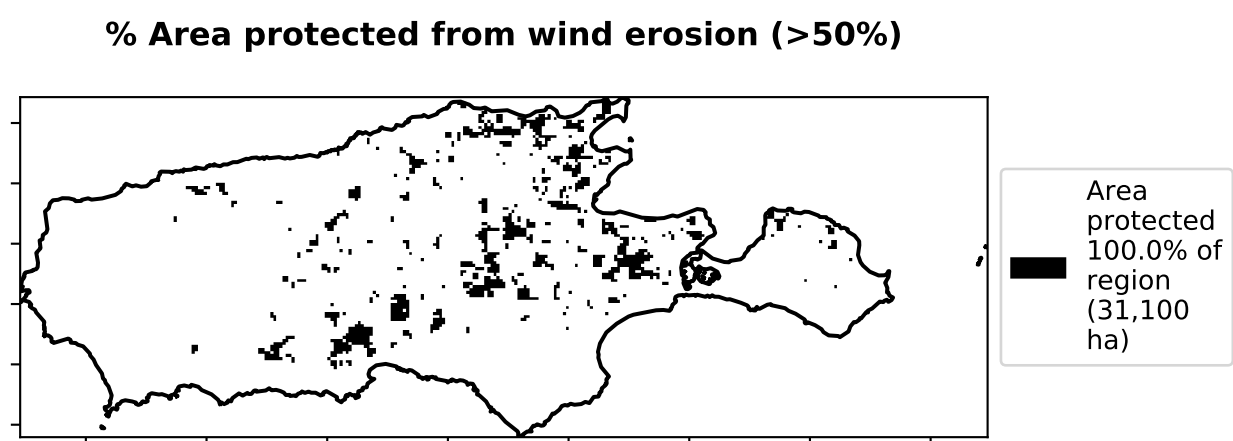 % Area protected from wind erosion (>50%)
Area
protected
100.0% of
region
(31,100
ha)